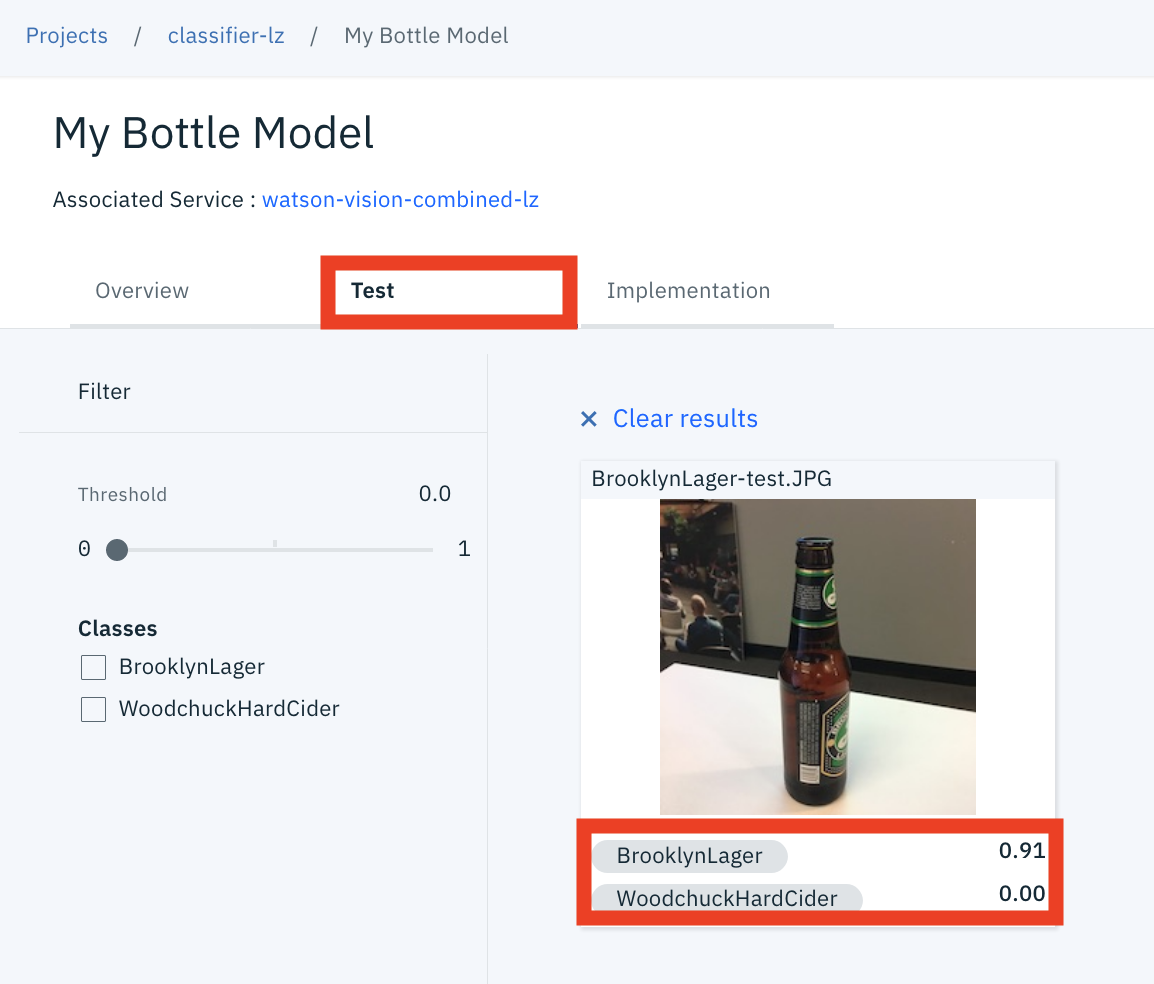 Projects / classifier-lz / My Bottle Model
My Bottle Model
Associated Service : watson-vision-combined-lz
Overview Test Implementation
Filter
Threshold 0.0
0 1
Classes
BrooklynLager
WoodchuckHardCider
× Clear results
BrooklynLager-test.JPG
BrooklynLager 0.91
WoodchuckHardCider 0.00